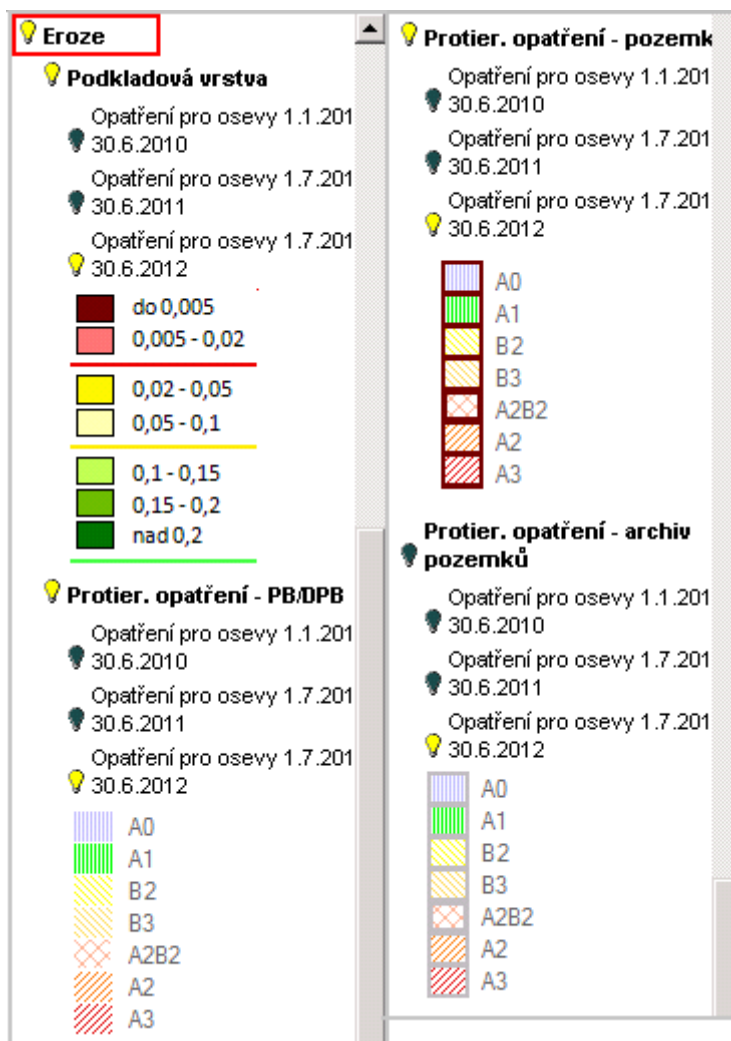 Eroze
Podkladová vrstva
Opatření pro osevy 1.1.201
30.6.2010
Opatření pro osevy 1.7.201
30.6.2011
Opatření pro osevy 1.7.201
30.6.2012
do 0,005
0,005 - 0,02
0,02 - 0,05
0,05 - 0,1
0,1 - 0,15
0,15 - 0,2
nad 0,2
Protier. opatření - PB/DPB
Opatření pro osevy 1.1.201
30.6.2010
Opatření pro osevy 1.7.201
30.6.2011
Opatření pro osevy 1.7.201
30.6.2012
A0
A1
B2
B3
A2B2
A2
A3
Protier. opatření - pozemk
Opatření pro osevy 1.1.201
30.6.2010
Opatření pro osevy 1.7.201
30.6.2011
Opatření pro osevy 1.7.201
30.6.2012
A0
A1
B2
B3
A2B2
A2
A3
Protier. opatření - archiv
pozemků
Opatření pro osevy 1.1.201
30.6.2010
Opatření pro osevy 1.7.201
30.6.2011
Opatření pro osevy 1.7.201
30.6.2012
A0
A1
B2
B3
A2B2
A2
A3